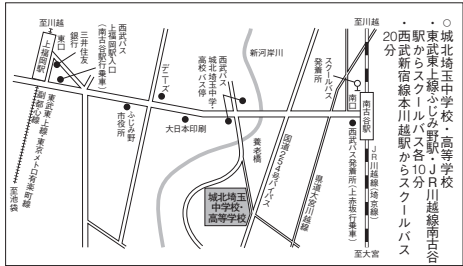 ○城北埼玉中学校・高等学校
・東武東上線ふじみ野駅・JR川越線南古谷
駅からスクールバス各10分
・西武新宿線本川越駅からスクールバス
20分
至川越
南古谷駅
JR川越線(埼京線)
至大宮
南口
スクールバス
発着所
西武バス発着所(上赤坂行乗車)
県道大宮川越線
国道254号バイパス
新河岸川
養老橋
西武バス
城北埼玉中学・
高校バス停
城北埼玉
中学校・
高等学校
大日本印刷
デニーズ
ふじみ野
市役所
西武バス
上福岡駅入口
(南古谷駅行乗車)
三井住友
銀行
東口
至川越
上福岡駅
東武東上線・東京メトロ有楽町線
副都心線
至池袋